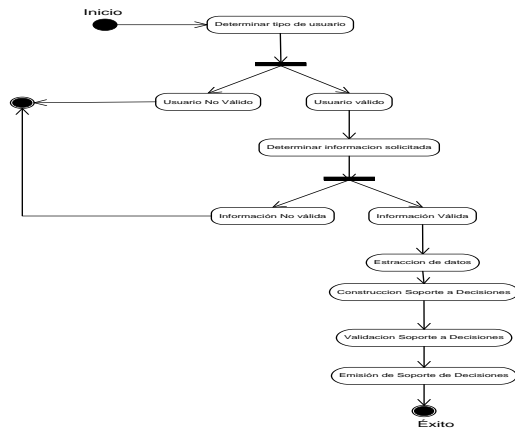 Inicio
Determinar tipo de usuario
Usuario No Válido
Usuario válido
Determinar informacion solicitada
Información No válida
Información Válida
Estraccion de datos
Construccion Soporte a Decisiones
Validacion Soporte a Decisiones
Emisión de Soporte de Decisiones
Éxito